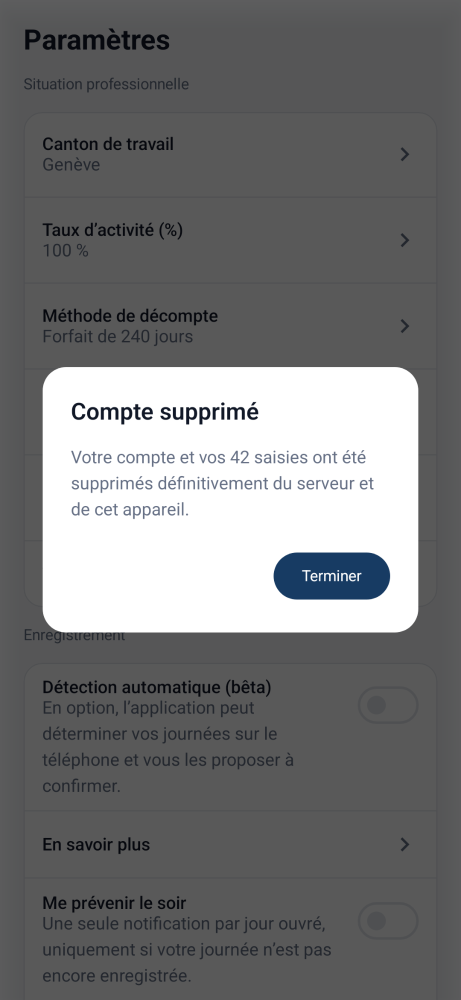 Paramètres
Situation professionnelle
Canton de travail
Genève
Taux d’activité (%)
100 %
Méthode de décompte
Forfait de 240 jours
Compte supprimé
Votre compte et vos 42 saisies ont été
supprimés définitivement du serveur et
de cet appareil.
Terminer
Enregistrement
Détection automatique (bêta)
En option, l’application peut
déterminer vos journées sur le
téléphone et vous les proposer à
confirmer.
En savoir plus
Me prévenir le soir
Une seule notification par jour ouvré,
uniquement si votre journée n’est pas
encore enregistrée.